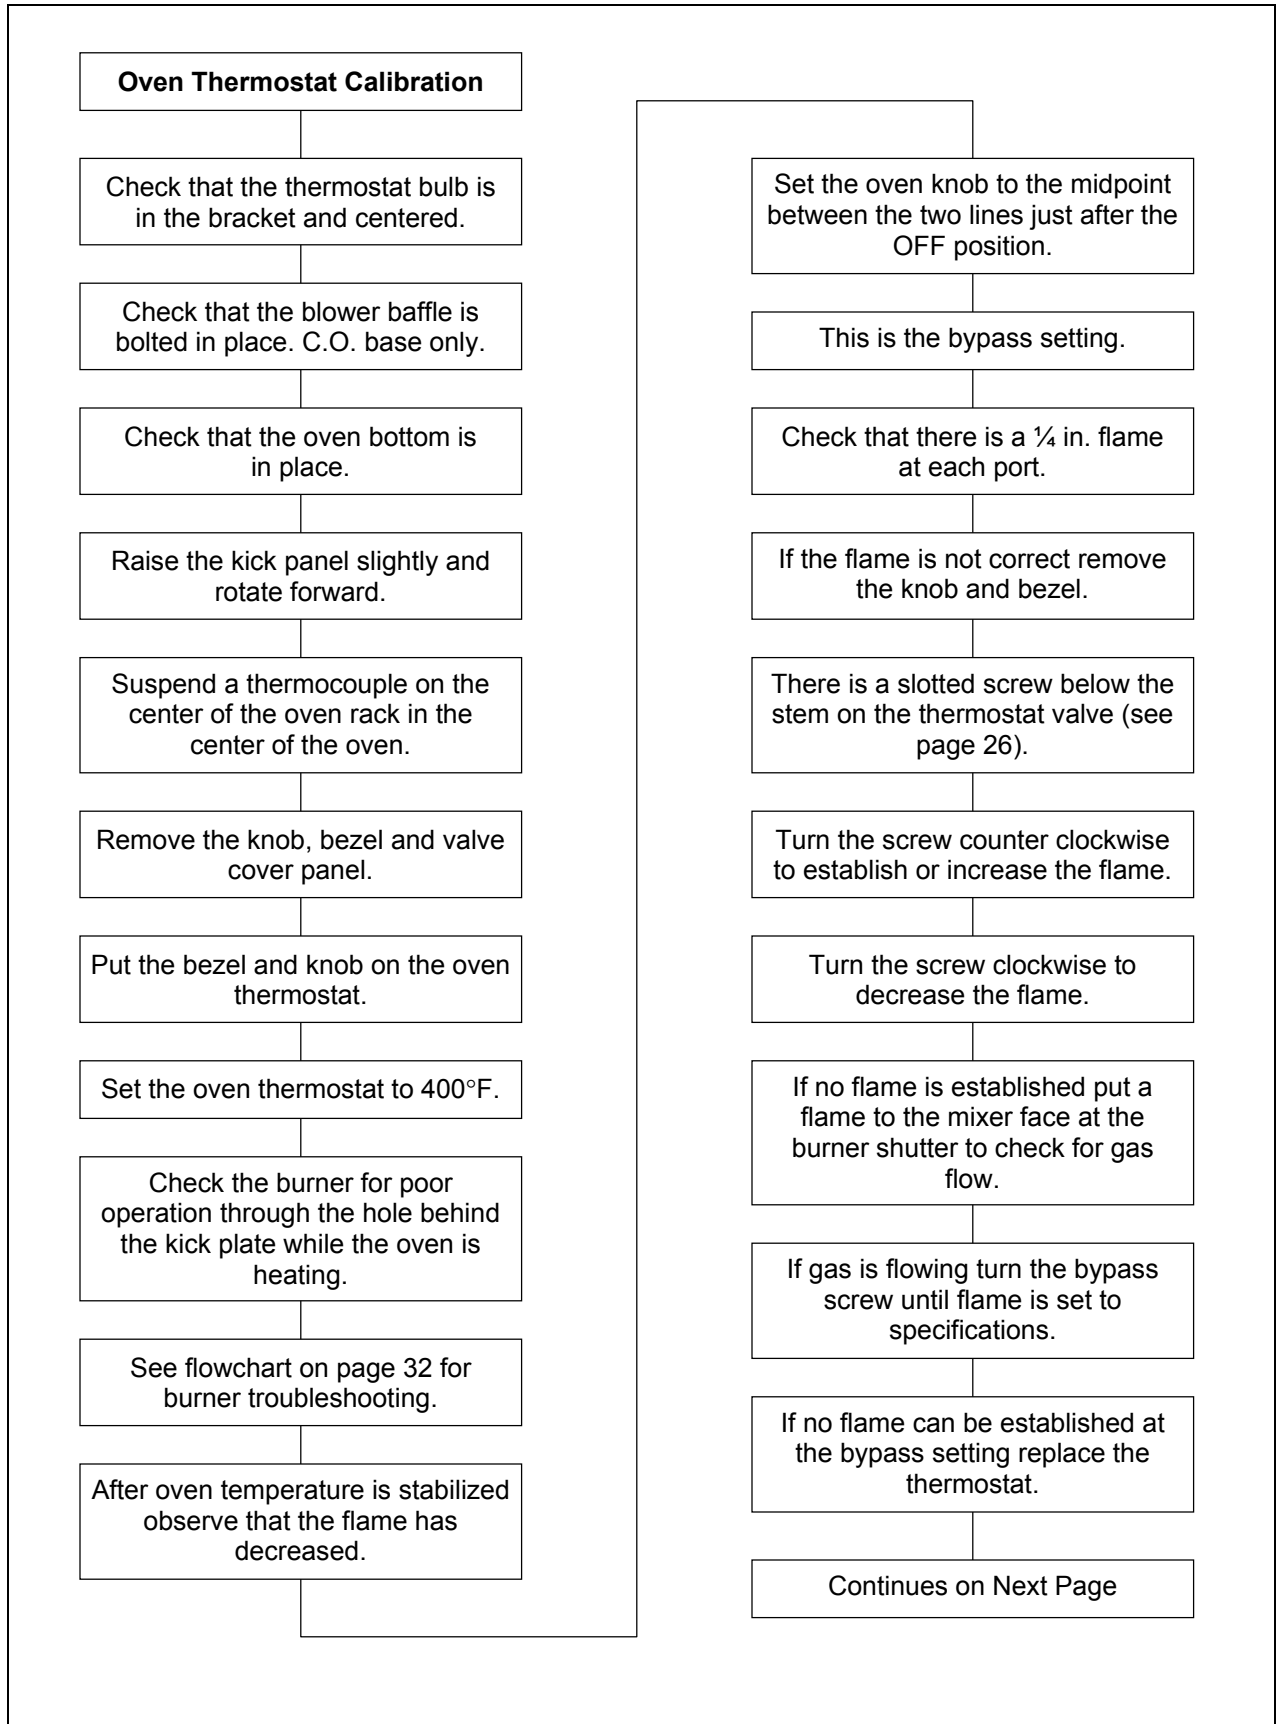 Oven Thermostat Calibration
Check that the thermostat bulb is
in the bracket and centered.
Check that the blower baffle is
bolted in place. C.O. base only.
Check that the oven bottom is
in place.
Raise the kick panel slightly and
rotate forward.
Suspend a thermocouple on the
center of the oven rack in the
center of the oven.
Remove the knob, bezel and valve
cover panel.
Put the bezel and knob on the oven
thermostat.
Set the oven thermostat to 400°F.
Check the burner for poor
operation through the hole behind
the kick plate while the oven is
heating.
See flowchart on page 32 for
burner troubleshooting.
After oven temperature is stabilized
observe that the flame has
decreased.
Set the oven knob to the midpoint
between the two lines just after the
OFF position.
This is the bypass setting.
Check that there is a ¼ in. flame
at each port.
If the flame is not correct remove
the knob and bezel.
There is a slotted screw below the
stem on the thermostat valve (see
page 26).
Turn the screw counter clockwise
to establish or increase the flame.
Turn the screw clockwise to
decrease the flame.
If no flame is established put a
flame to the mixer face at the
burner shutter to check for gas
flow.
If gas is flowing turn the bypass
screw until flame is set to
specifications.
If no flame can be established at
the bypass setting replace the
thermostat.
Continues on Next Page